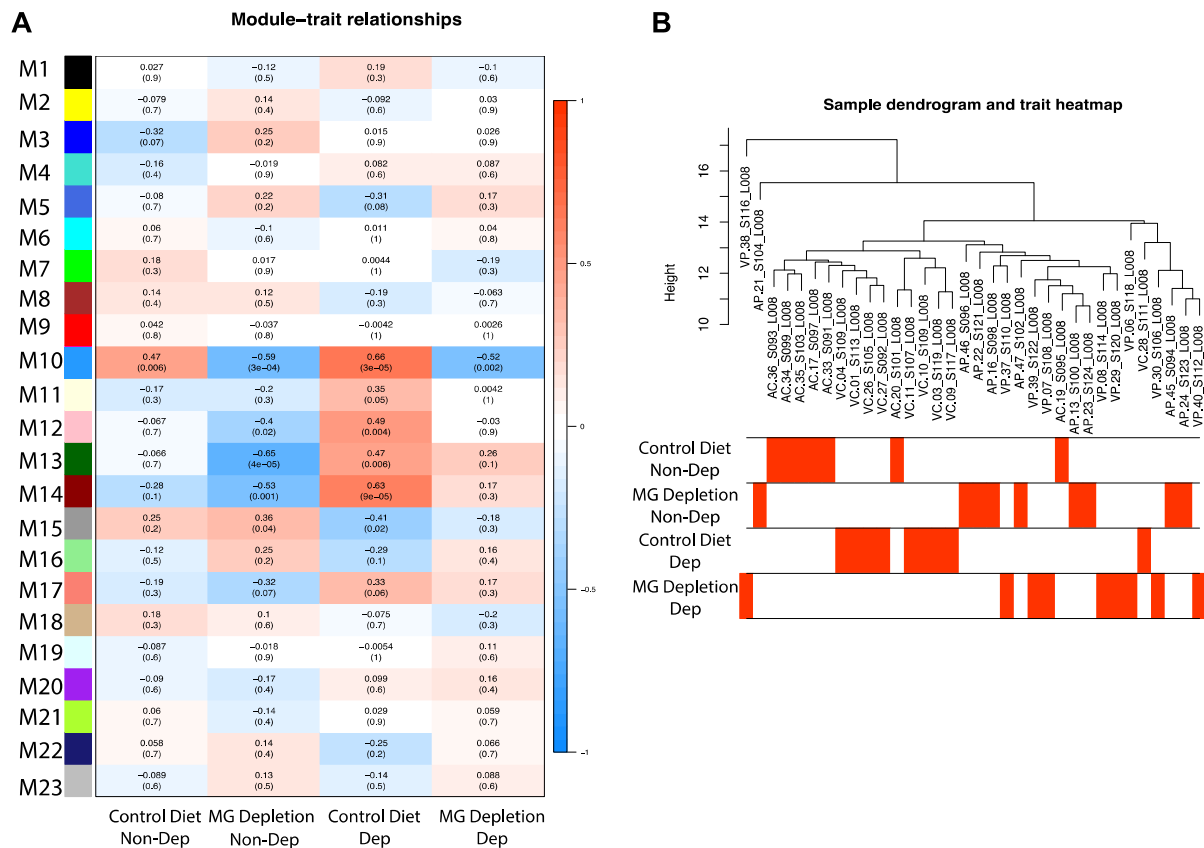 A
Module−trait relationships
M1
0.027 −0.12 0.19 −0.1
(0.9) (0.5) (0.3) (0.6)
M2
−0.079 0.14 −0.092 0.03
(0.7) (0.4) (0.6) (0.9)
M3
−0.32 0.25 0.015 0.026
(0.07) (0.2) (0.9) (0.9)
M4
−0.16 −0.019 0.082 0.087
(0.4) (0.9) (0.6) (0.6)
M5
−0.08 0.22 −0.31 0.17
(0.7) (0.2) (0.08) (0.3)
M6
0.06 −0.1 0.011 0.04
(0.7) (0.6) (1) (0.8)
M7
0.18 0.017 0.0044 −0.19
(0.3) (0.9) (1) (0.3)
M8
0.14 0.12 −0.19 −0.063
(0.4) (0.5) (0.3) (0.7)
M9
0.042 −0.037 −0.0042 0.0026
(0.8) (0.8) (1) (1)
M10
0.47 −0.59 0.66 −0.52
(0.006) (3e−04) (3e−05) (0.002)
M11
−0.17 −0.2 0.35 0.0042
(0.3) (0.3) (0.05) (1)
M12
−0.067 −0.4 0.49 −0.03
(0.7) (0.02) (0.004) (0.9)
M13
−0.066 −0.65 0.47 0.26
(0.7) (4e−05) (0.006) (0.1)
M14
−0.28 −0.53 0.63 0.17
(0.1) (0.001) (9e−05) (0.3)
M15
0.25 0.36 −0.41 −0.18
(0.2) (0.04) (0.02) (0.3)
M16
−0.12 0.25 −0.29 0.16
(0.5) (0.2) (0.1) (0.4)
M17
−0.19 −0.32 0.33 0.17
(0.3) (0.07) (0.06) (0.3)
M18
0.18 0.1 −0.075 −0.2
(0.3) (0.6) (0.7) (0.3)
M19
−0.087 −0.018 −0.0054 0.11
(0.6) (0.9) (1) (0.6)
M20
−0.09 −0.17 0.099 0.16
(0.6) (0.4) (0.6) (0.4)
M21
0.06 −0.14 0.029 0.059
(0.7) (0.4) (0.9) (0.7)
M22
0.058 0.14 −0.25 0.066
(0.7) (0.4) (0.2) (0.7)
M23
−0.089 0.13 −0.14 0.088
(0.6) (0.5) (0.5) (0.6)
Control Diet MG Depletion Control Diet MG Depletion
Non-Dep Non-Dep Dep Dep
1
0.5
0
−0.5
−1
B
Sample dendrogram and trait heatmap
Height
16
14
12
10
VP.38_S116_L008
AP.21_S104_L008
AC.36_S093_L008
AC.34_S099_L008
AC.35_S103_L008
AC.17_S097_L008
AC.33_S091_L008
VC.04_S109_L008
VC.01_S113_L008
VC.26_S105_L008
VC.27_S092_L008
AC.20_S101_L008
VC.11_S107_L008
VC.10_S109_L008
VC.03_S119_L008
VC.09_S117_L008
AP.46_S096_L008
AP.22_S121_L008
AP.16_S098_L008
VP.37_S110_L008
AP.47_S102_L008
VP.39_S122_L008
VP.07_S108_L008
AC.19_S095_L008
AP.13_S100_L008
AP.23_S124_L008
VP.08_S114_L008
VP.29_S120_L008
VP.06_S118_L008
VC.28_S111_L008
VP.30_S106_L008
AP.45_S094_L008
AP.24_S123_L008
VP.40_S112_L008
Control Diet
Non-Dep
MG Depletion
Non-Dep
Control Diet
Dep
MG Depletion
Dep